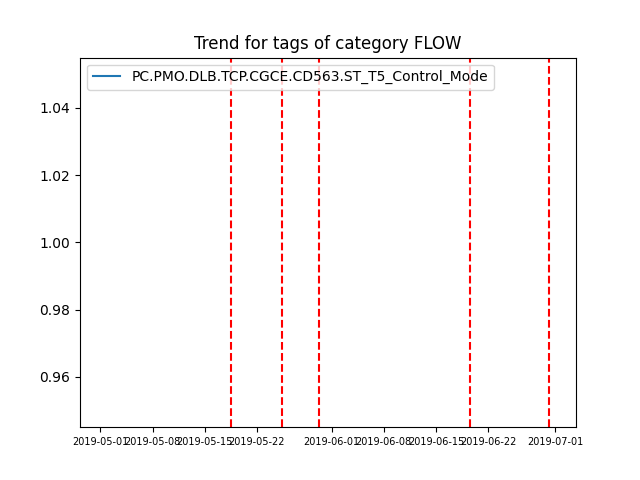 Trend for tags of category FLOW
PC.PMO.DLB.TCP.CGCE.CD563.ST_T5_Control_Mode
1.04
1.02
1.00
0.98
0.96
2019-05-01 2019-05-08 2019-05-15 2019-05-22 2019-06-01 2019-06-08 2019-06-15 2019-06-22 2019-07-01